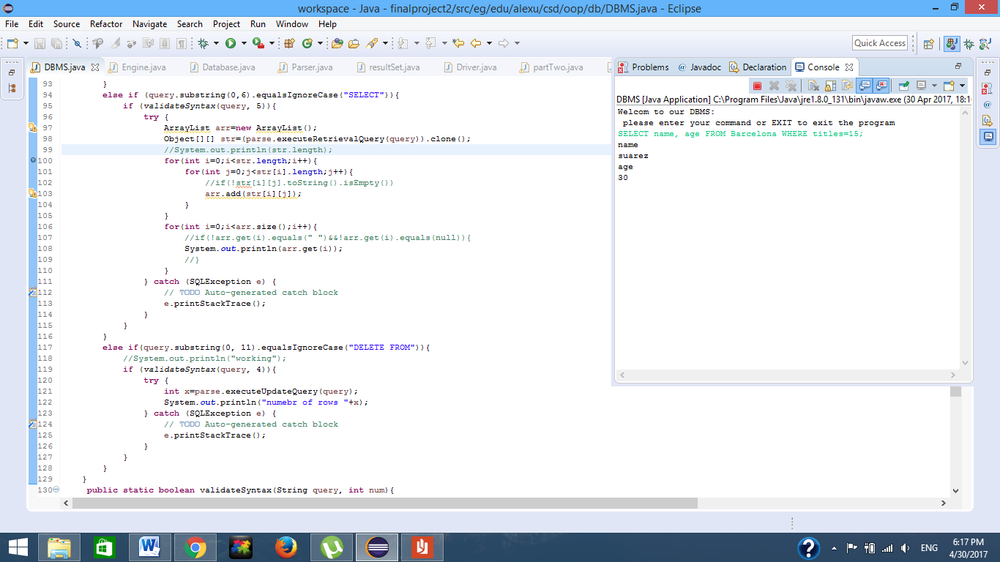 workspace - Java - finalproject2/src/eg/edu/alexu/csd/oop/db/DBMS.java - Eclipse
File Edit Source Refactor Navigate Search Project Run Window Help
Quick Access
DBMS.java Engine.java Database.java Parser.java resultSet.java Driver.java partTwo.java
93 }
94 else if (query.substring(0,6).equalsIgnoreCase("SELECT")){
95 if (validateSyntax(query, 5)){
96 try {
97 ArrayList arr=new ArrayList();
98 Object[][] str=(parse.executeRetrievalQuery(query)).clone();
99 //System.out.println(str.length);
100 for(int i=0;i<str.length;i++){
101 for(int j=0;j<str[i].length;j++){
102 //if(!str[i][j].toString().isEmpty())
103 arr.add(str[i][j]);
104 }
105 }
106 for(int i=0;i<arr.size();i++){
107 //if(!arr.get(i).equals(" ")&&!arr.get(i).equals(null)){
108 System.out.println(arr.get(i));
109 //}
110 }
111 } catch (SQLException e) {
112 // TODO Auto-generated catch block
113 e.printStackTrace();
114 }
115 }
116 }
117 else if(query.substring(0, 11).equalsIgnoreCase("DELETE FROM")){
118 //System.out.println("working");
119 if (validateSyntax(query, 4)){
120 try {
121 int x=parse.executeUpdateQuery(query);
122 System.out.println("numebr of rows "+x);
123 } catch (SQLException e) {
124 // TODO Auto-generated catch block
125 e.printStackTrace();
126 }
127 }
128 }
129 }
130 public static boolean validateSyntax(String query, int num){
Problems @ Javadoc Declaration Console
DBMS [Java Application] C:\Program Files\Java\jre1.8.0_131\bin\javaw.exe (30 Apr 2017, 18:1
Welcom to our DBMS:
please enter your command or EXIT to exit the program
SELECT name, age FROM Barcelona WHERE titles=15;
name
suarez
age
30
ENG
6:17 PM
4/30/2017